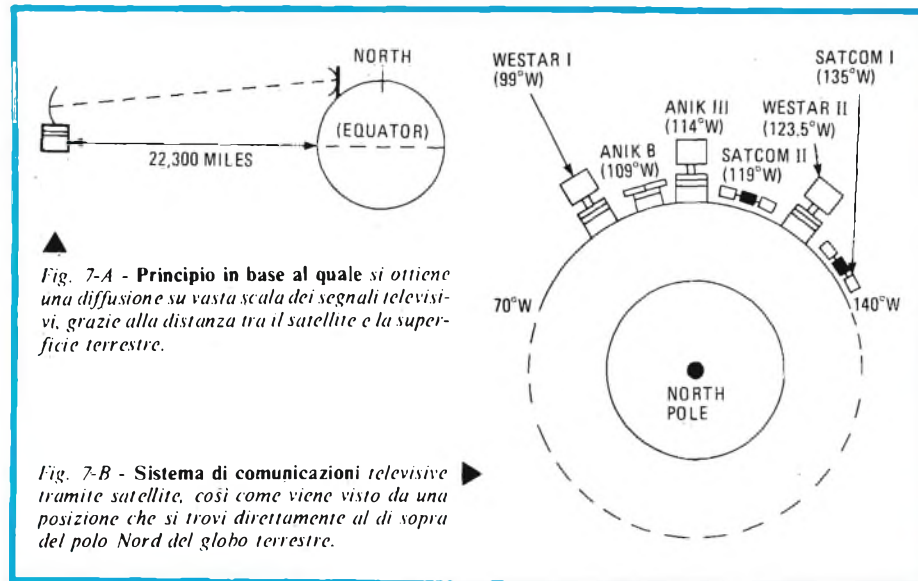 NORTH
(EQUATOR)
22,300 MILES
Fig. 7-A - Principio in base al quale si ottiene
una diffusione su vasta scala dei segnali televisi-
vi, grazie alla distanza tra il satellite e la super-
ficie terrestre.
Fig. 7-B - Sistema di comunicazioni televisive
tramite satellite, così come viene visto da una
posizione che si trovi direttamente al di sopra
del polo Nord del globo terrestre.
WESTAR I
(99°W)
ANIK B
(109°W)
ANIK III
(114°W)
SATCOM II
(119°W)
WESTAR II
(123.5°W)
SATCOM I
(135°W)
70°W
140°W
NORTH
POLE